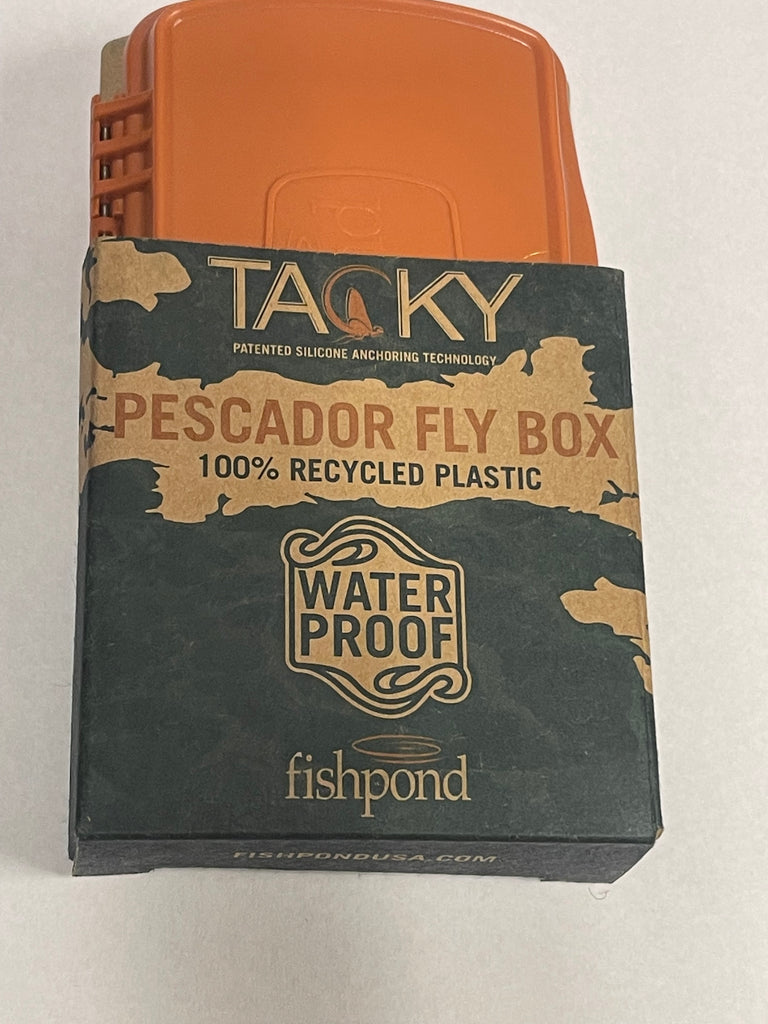 TACKY
PATENTED SILICONE ANCHORING TECHNOLOGY
PESCADOR FLY BOX
100% RECYCLED PLASTIC
WATER
PROOF
fishpond
FISHPONDUSA.COM